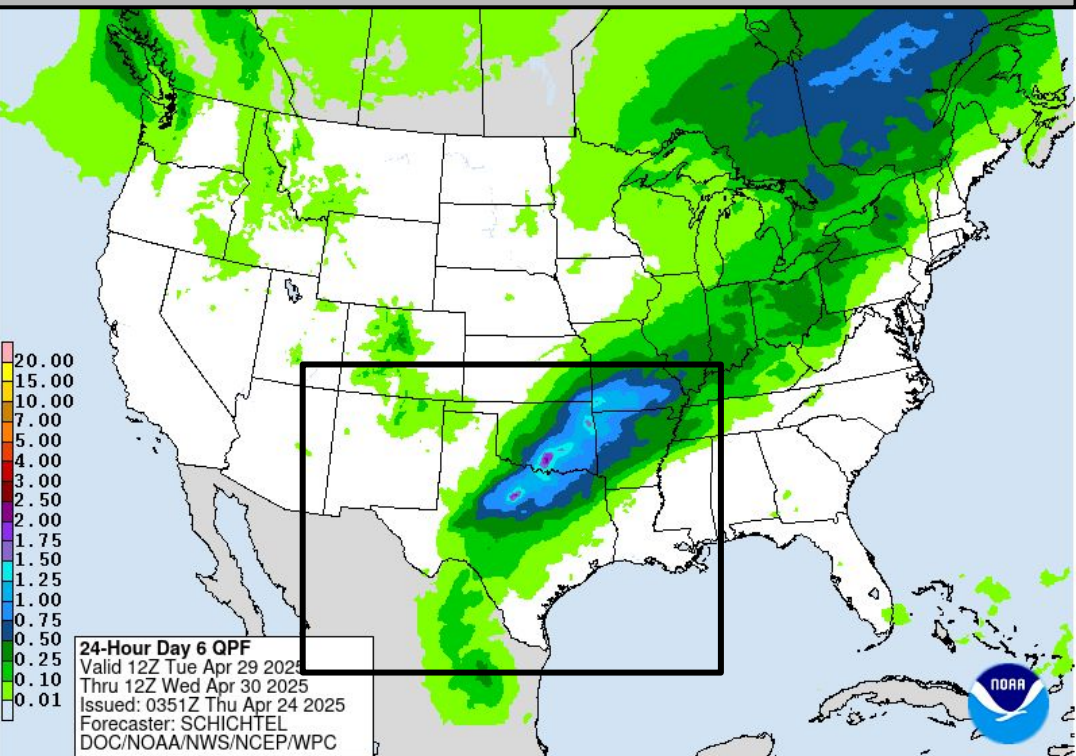 20.00
15.00
10.00
7.00
5.00
4.00
3.00
2.50
2.00
1.75
1.50
1.25
1.00
0.75
0.50
0.25
0.10
0.01
24-Hour Day 6 QPF
Valid 12Z Tue Apr 29 2025
Thru 12Z Wed Apr 30 2025
Issued: 0351Z Thu Apr 24 2025
Forecaster: SCHICHTEL
DOC/NOAA/NWS/NCEP/WPC
NOAA